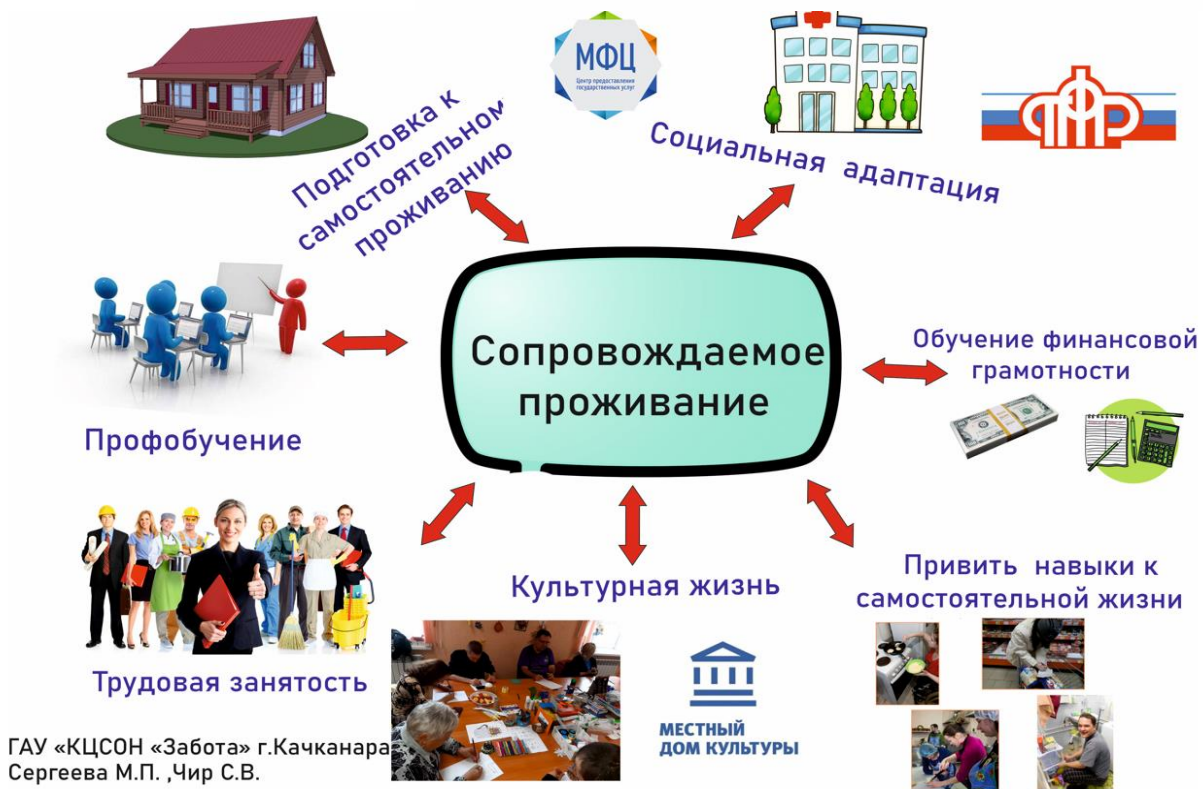 МФЦ
Центр предоставления
государственных услуг
Подготовка к
самостоятельном
проживанию
Социальная адаптация
ПФР
Сопровождаемое
проживание
Обучение финансовой
грамотности
Профобучение
Трудовая занятость
Культурная жизнь
МЕСТНЫЙ
ДОМ КУЛЬТУРЫ
Привить навыки к
самостоятельной жизни
ГАУ «КЦСОН «Забота» г.Качканара
Сергеева М.П. ,Чир С.В.